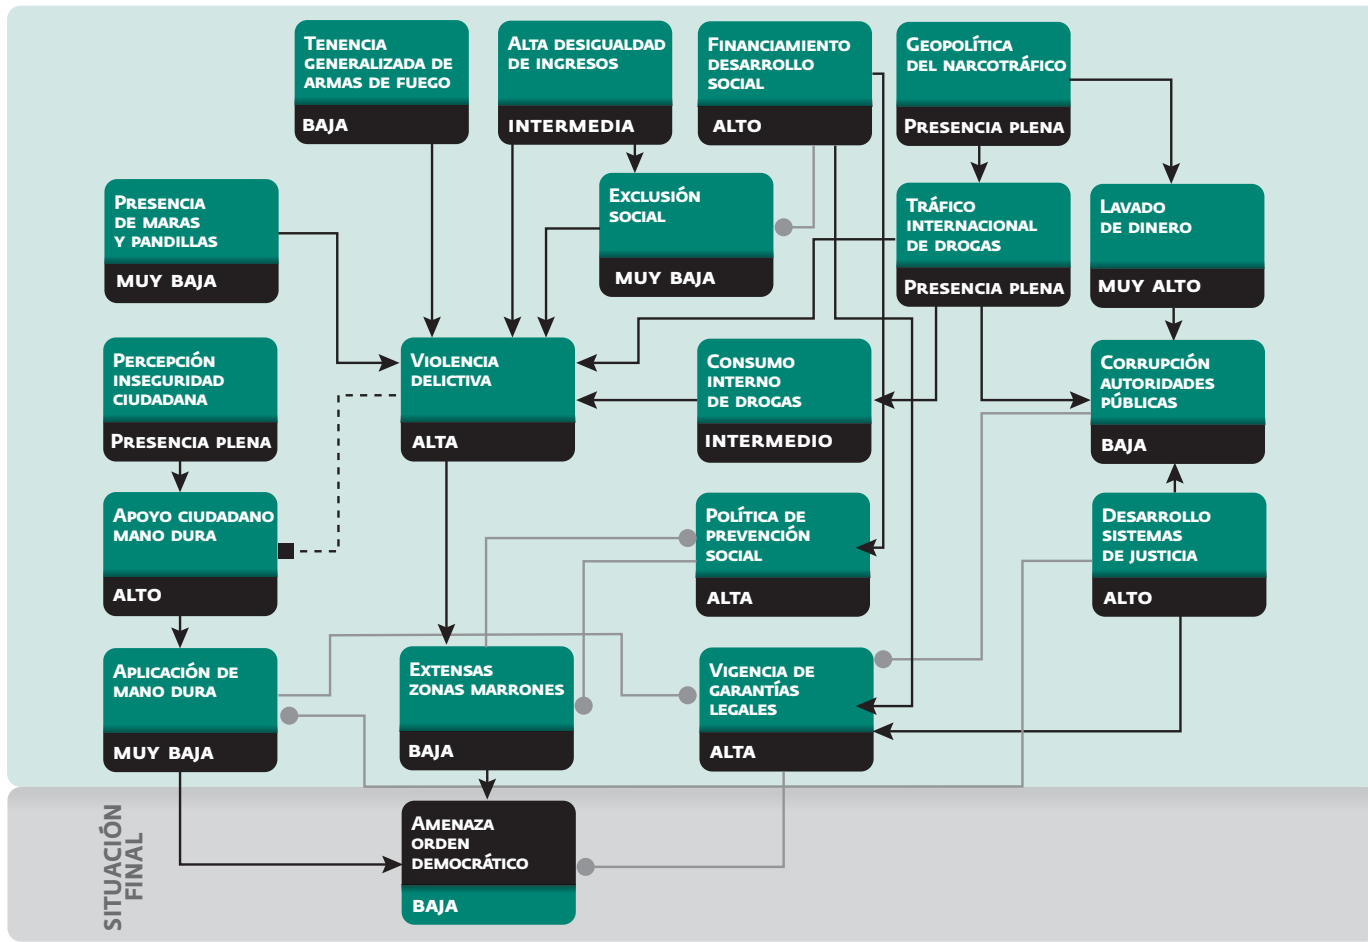 Tenencia
generalizada de
armas de fuego
BAJA
Alta desigualdad
de ingresos
INTERMEDIA
Financiamiento
desarrollo
social
ALTO
Geopolítica
del narcotráfico
Presencia plena
Presencia
de maras
y pandillas
MUY BAJA
Exclusión
social
MUY BAJA
Tráfico
internacional
de drogas
Presencia plena
Lavado
de dinero
MUY ALTO
Percepción
inseguridad
ciudadana
Presencia plena
Violencia
delictiva
ALTA
Consumo
interno
de drogas
INTERMEDIO
Corrupción
autoridades
públicas
BAJA
Apoyo ciudadano
mano dura
ALTO
Política de
prevención
social
ALTA
Desarrollo
sistemas
de justicia
ALTO
Aplicación de
mano dura
MUY BAJA
Extensas
zonas marrones
BAJA
Vigencia de
garantías
legales
ALTA
SITUACIÓN
FINAL
Amenaza
orden
democrático
BAJA